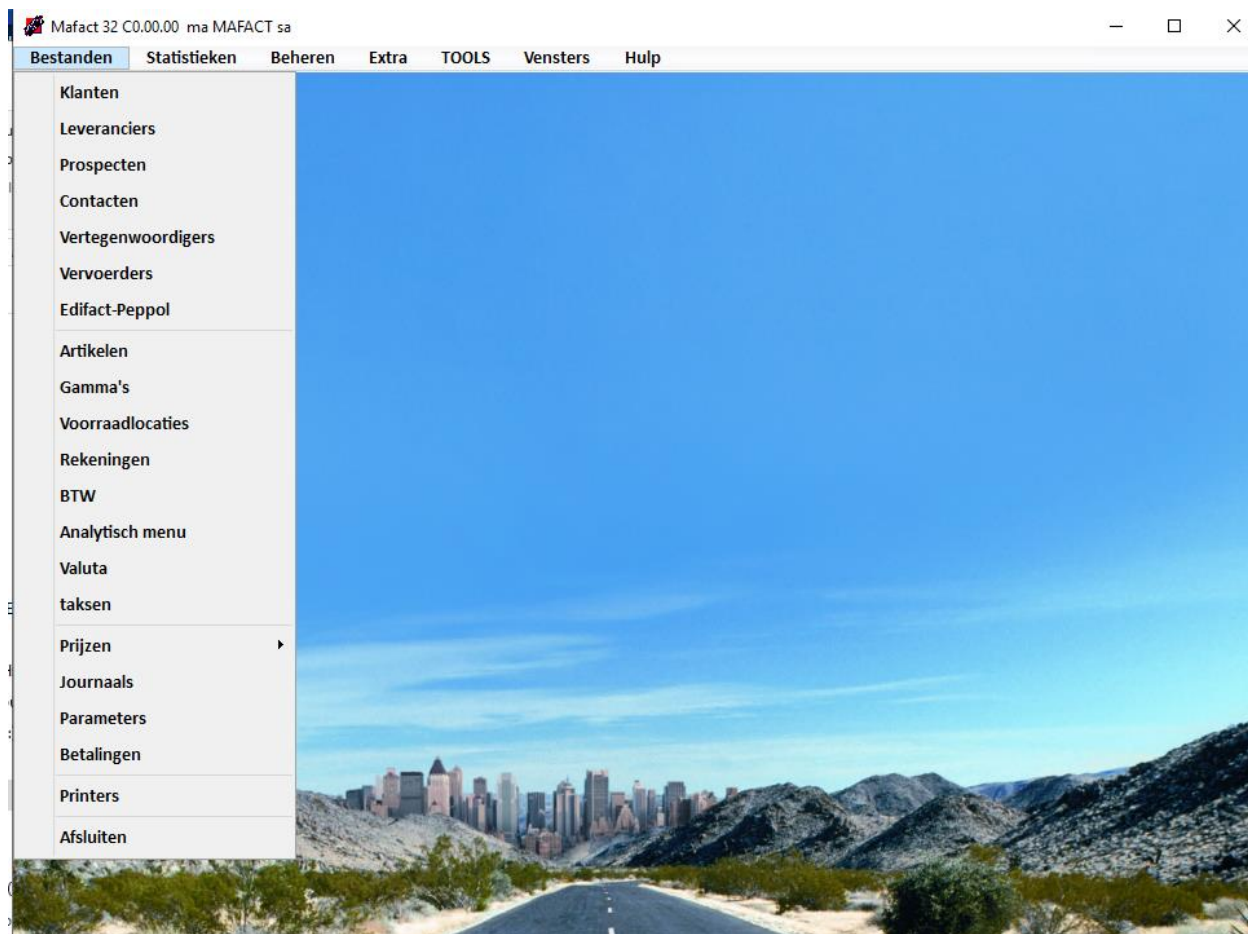 Mafact 32 C0.00.00 ma MAFACT sa
Bestanden Statistieken Beheren Extra TOOLS Vensters Hulp
Klanten
Leveranciers
Prospecten
Contacten
Vertegenwoordigers
Vervoerders
Edifact-Peppol
Artikelen
Gamma's
Voorraadlocaties
Rekeningen
BTW
Analytisch menu
Valuta
taksen
Prijzen
Journaals
Parameters
Betalingen
Printers
Afsluiten